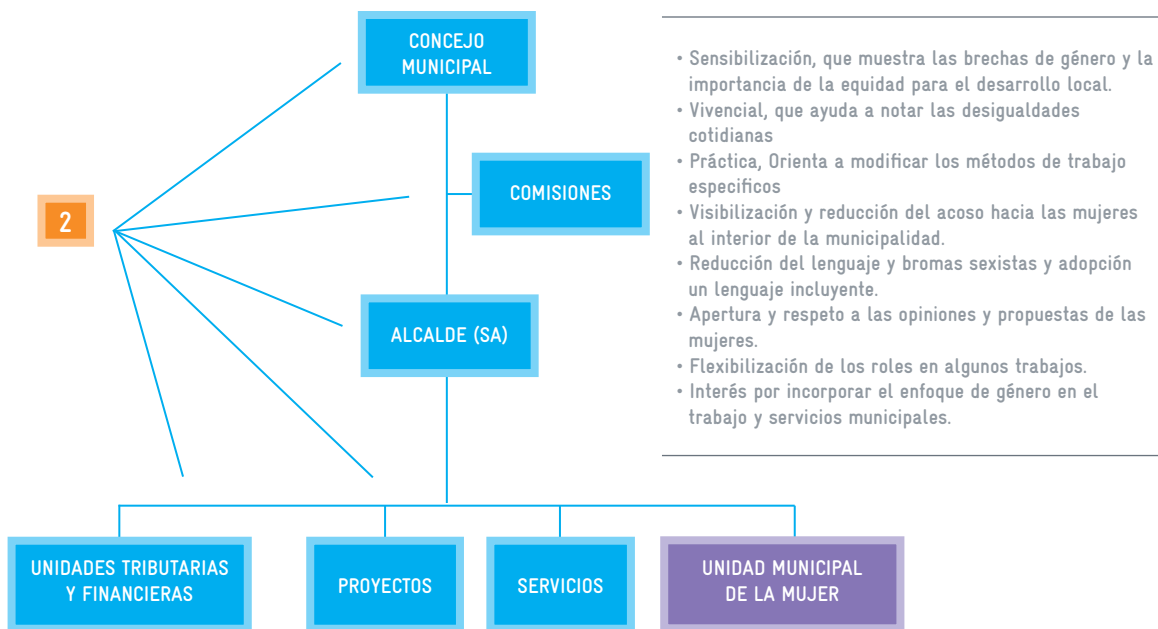 CONCEJO
MUNICIPAL
COMISIONES
2
ALCALDE (SA)
UNIDADES TRIBUTARIAS
Y FINANCIERAS
PROYECTOS
SERVICIOS
UNIDAD MUNICIPAL
DE LA MUJER
• Sensibilización, que muestra las brechas de género y la
importancia de la equidad para el desarrollo local.
• Vivencial, que ayuda a notar las desigualdades
cotidianas
• Práctica, Orienta a modificar los métodos de trabajo
especificos
• Visibilización y reducción del acoso hacia las mujeres
al interior de la municipalidad.
• Reducción del lenguaje y bromas sexistas y adopción
un lenguaje incluyente.
• Apertura y respeto a las opiniones y propuestas de las
mujeres.
• Flexibilización de los roles en algunos trabajos.
• Interés por incorporar el enfoque de género en el
trabajo y servicios municipales.